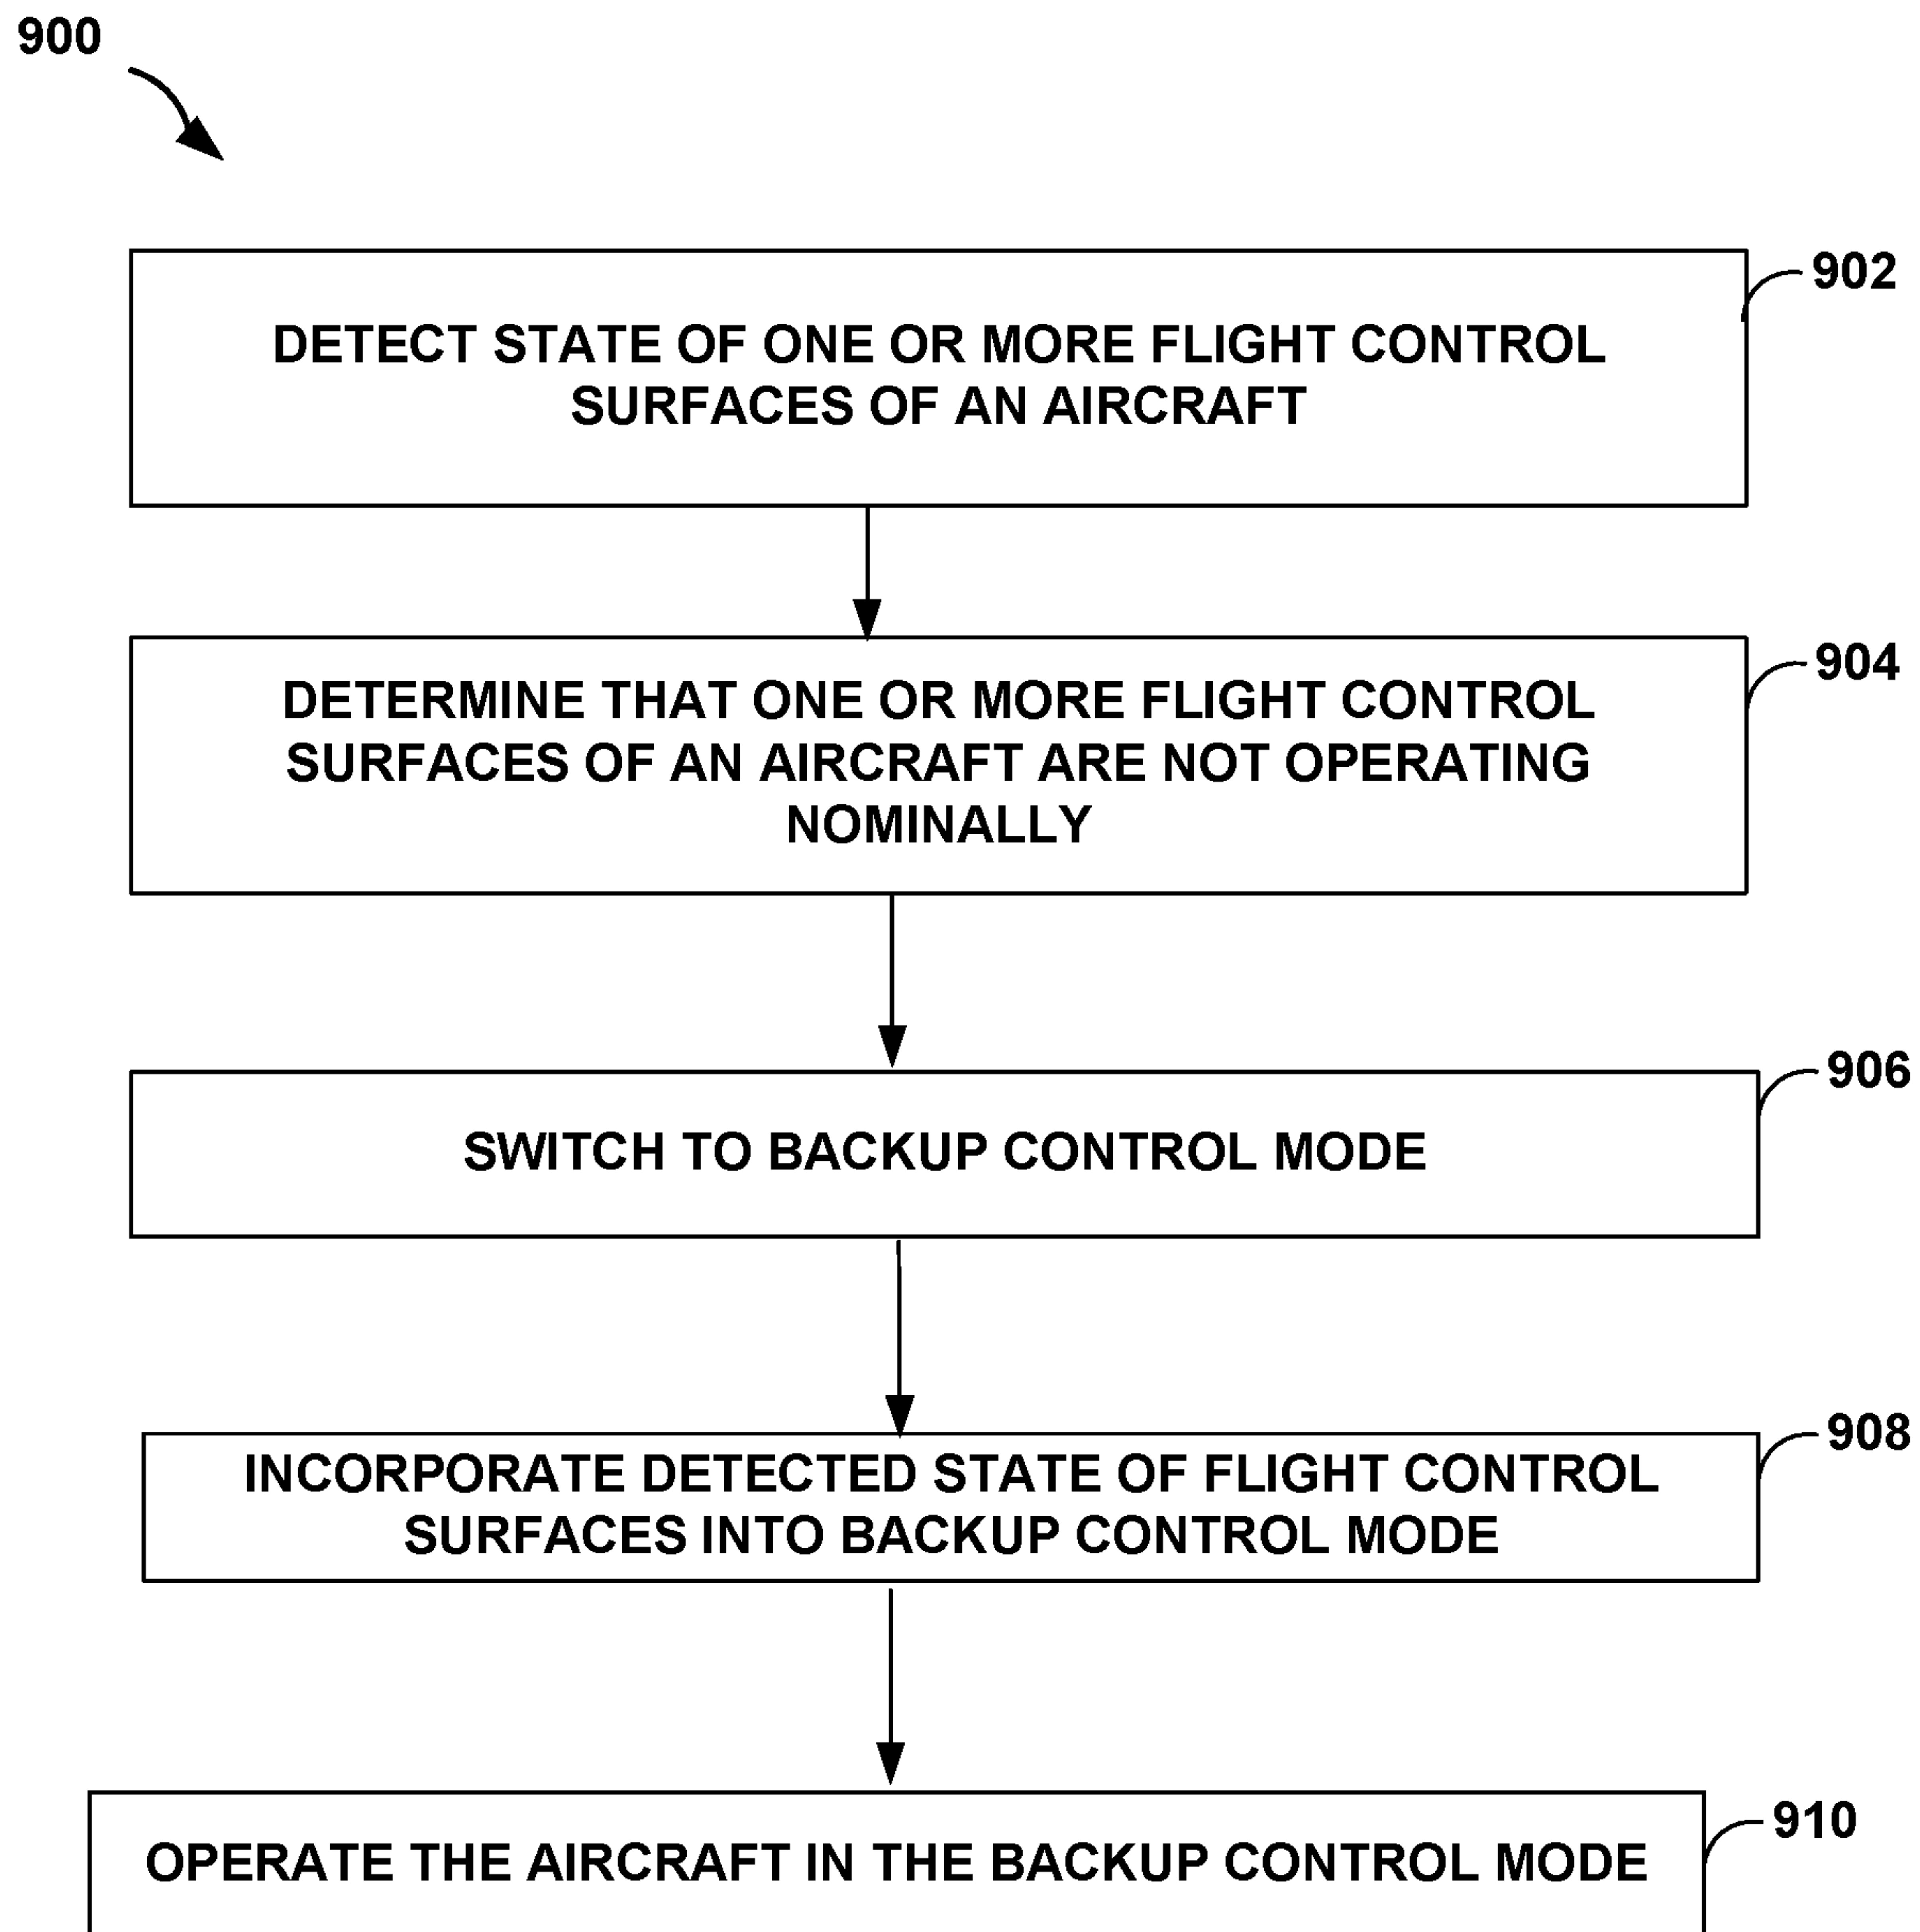 900
902
DETECT STATE OF ONE OR MORE FLIGHT CONTROL
SURFACES OF AN AIRCRAFT
904
DETERMINE THAT ONE OR MORE FLIGHT CONTROL
SURFACES OF AN AIRCRAFT ARE NOT OPERATING
NOMINALLY
906
SWITCH TO BACKUP CONTROL MODE
908
INCORPORATE DETECTED STATE OF FLIGHT CONTROL
SURFACES INTO BACKUP CONTROL MODE
910
OPERATE THE AIRCRAFT IN THE BACKUP CONTROL MODE